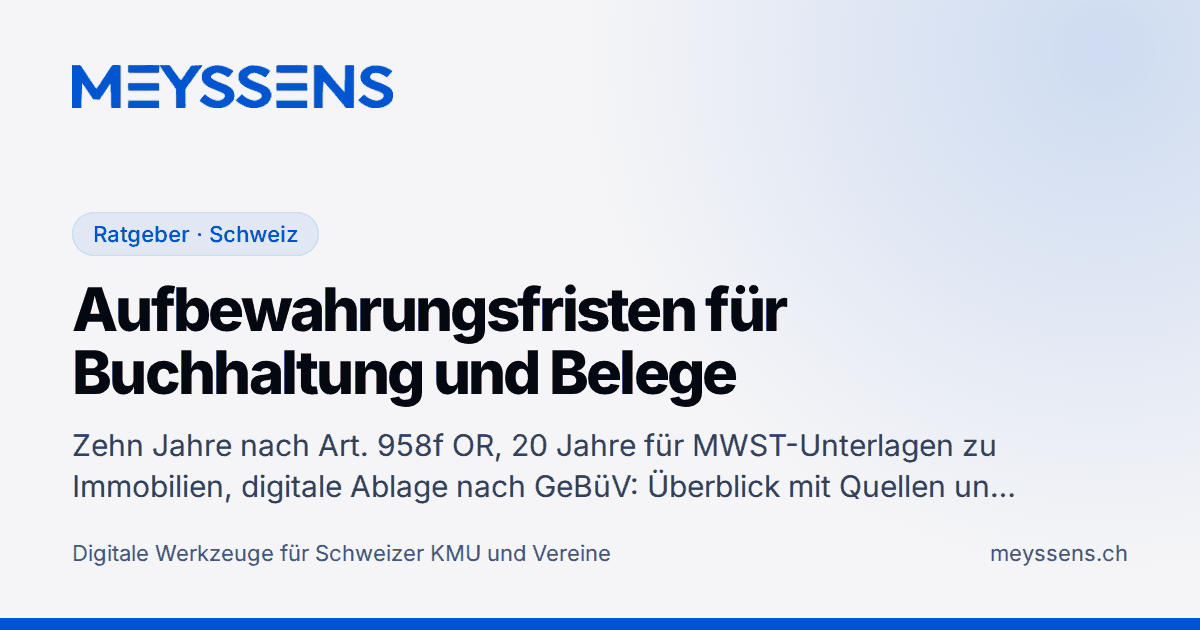 MEYSSENS
Ratgeber · Schweiz
Aufbewahrungsfristen für
Buchhaltung und Belege
Zehn Jahre nach Art. 958f OR, 20 Jahre für MWST-Unterlagen zu
Immobilien, digitale Ablage nach GeBüV: Überblick mit Quellen un...
Digitale Werkzeuge für Schweizer KMU und Vereine
meyssens.ch